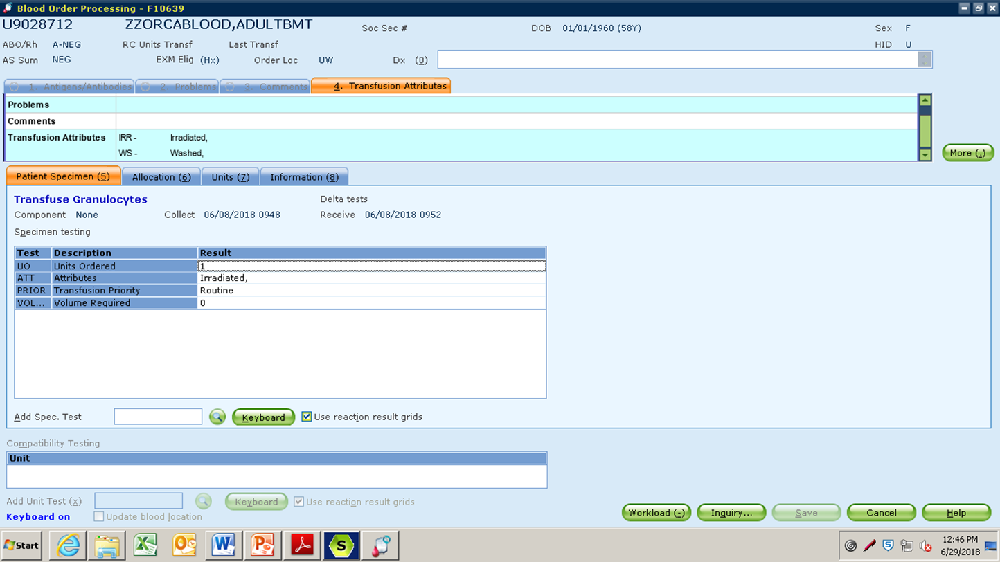 Blood Order Processing - F10639
U9028712 ZZORCABLOOD,ADULTBMT Soc Sec # DOB 01/01/1960 (58Y) Sex F
ABO/Rh A-NEG RC Units Transf Last Transf HID U
AS Sum NEG EXM Elig (Hx) Order Loc UW Dx (0)
1. Antigens/Antibodies 2. Problems 3. Comments 4. Transfusion Attributes
Problems
Comments
Transfusion Attributes IRR - Irradiated,
WS - Washed,
More (.)
Patient Specimen (5) Allocation (6) Units (7) Information (8)
Transfuse Granulocytes Delta tests
Component None Collect 06/08/2018 0948 Receive 06/08/2018 0952
Specimen testing
Test Description Result
UO Units Ordered 1
ATT Attributes Irradiated,
PRIOR Transfusion Priority Routine
VOL... Volume Required 0
Add Spec. Test Keyboard Use reaction result grids
Compatibility Testing
Unit
Add Unit Test (x) Keyboard Use reaction result grids
Keyboard on Update blood location
Workload (-) Inquiry... Save Cancel Help
Start 12:46 PM
6/29/2018